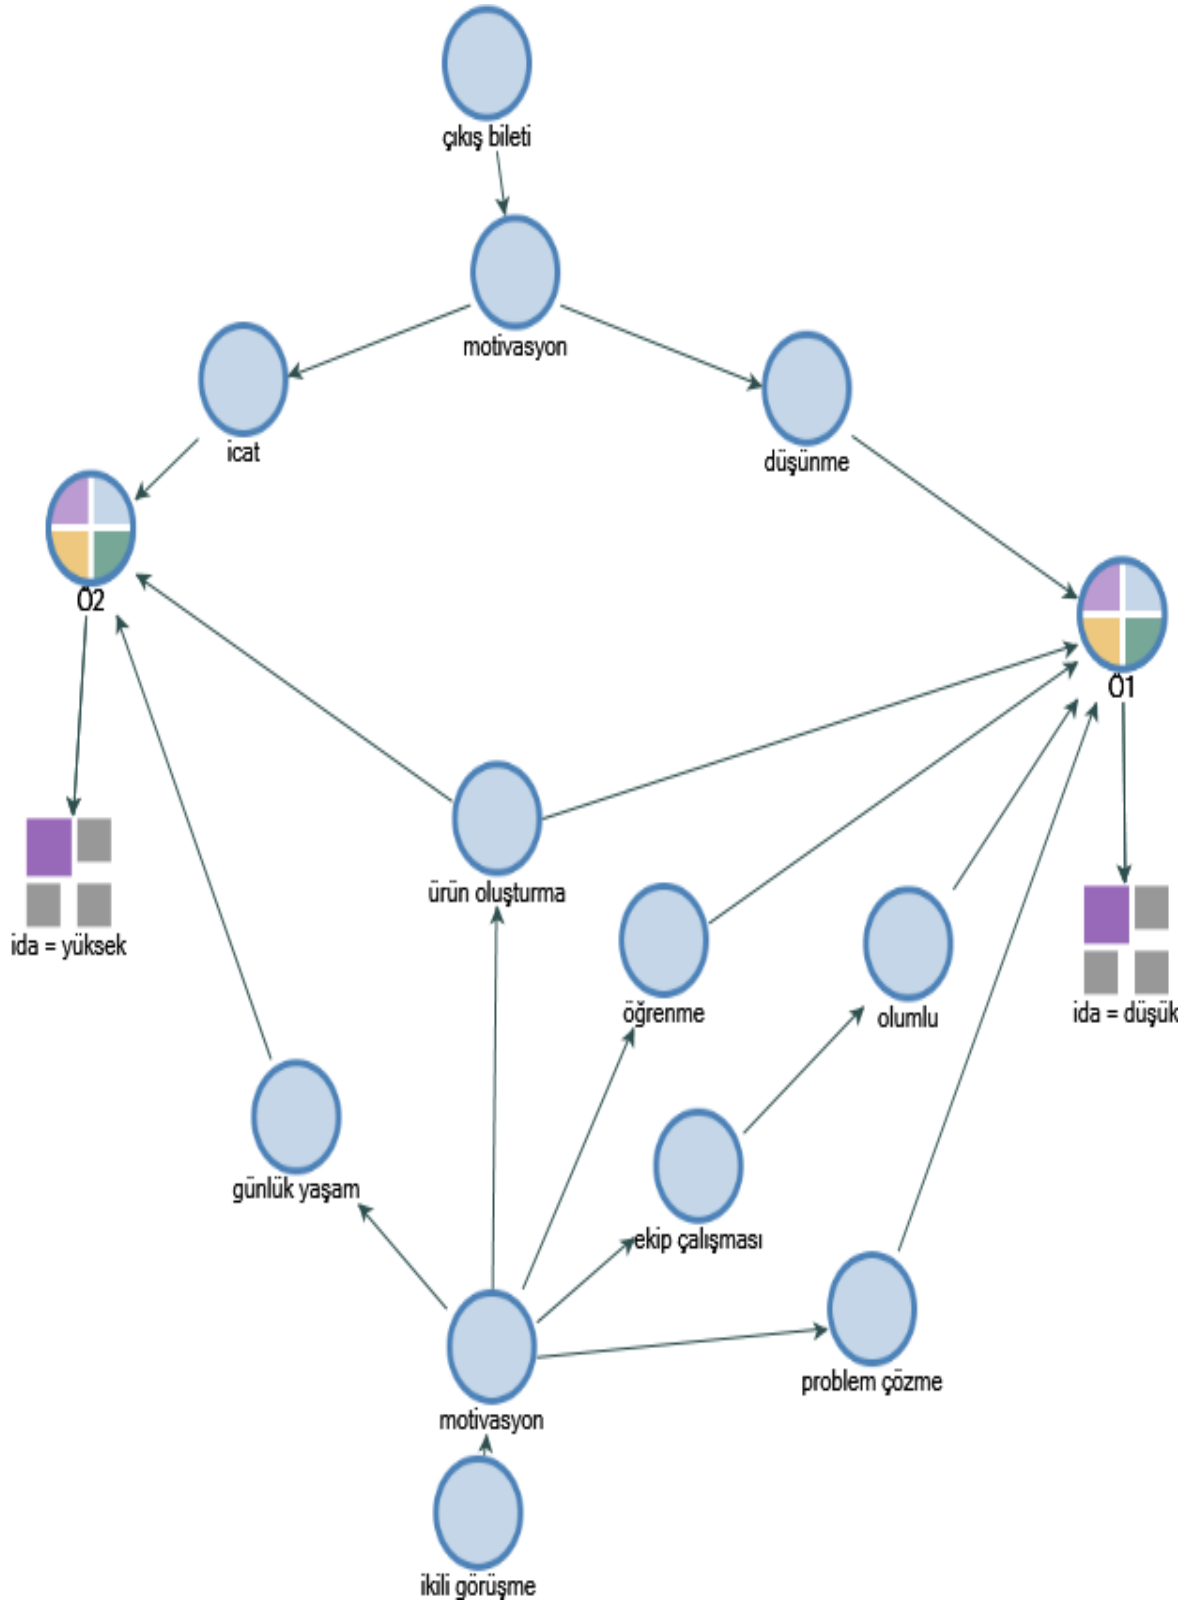 çıkış bileti
motivasyon
icat
düşünme
Ö2
Ö1
ürün oluşturma
ida = yüksek
öğrenme
olumlu
ida = düşük
günlük yaşam
ekip çalışması
problem çözme
motivasyon
ikili görüşme